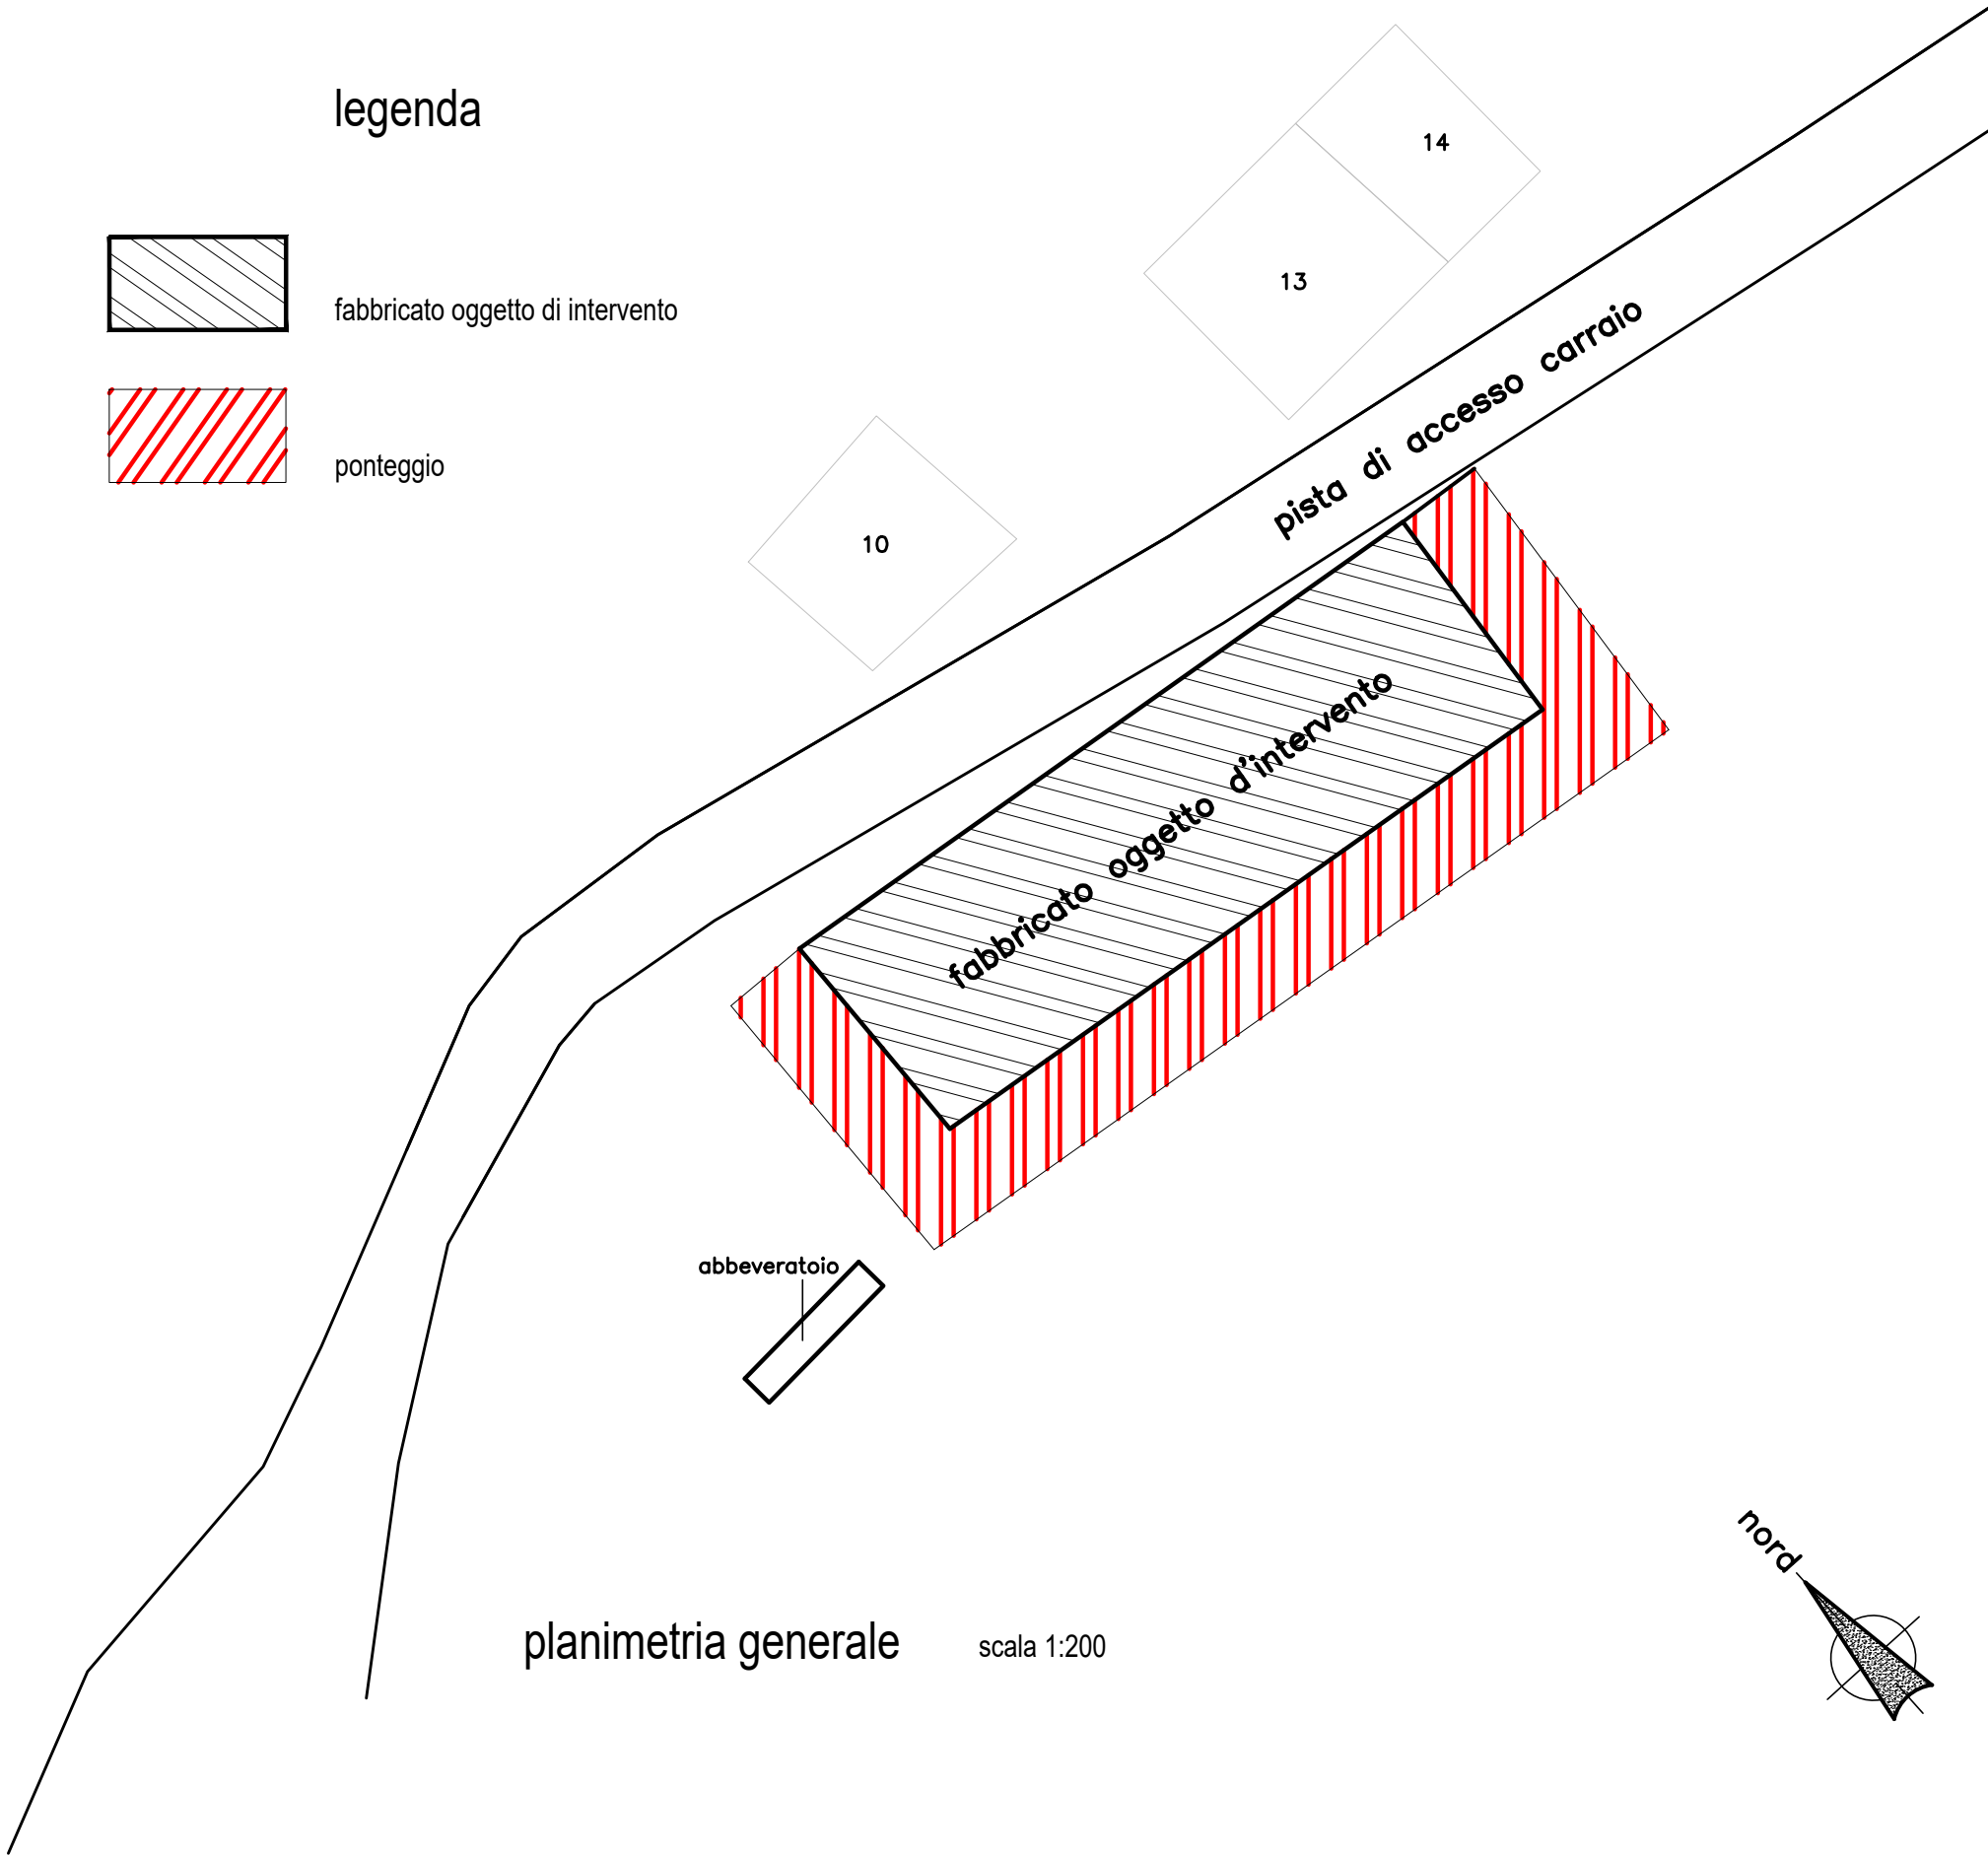 legenda
fabbricato oggetto di intervento
ponteggio
14
13
10
pista di accesso carraio
fabbricato oggetto d'intervento
abbeveratoio
nord
planimetria generale scala 1:200